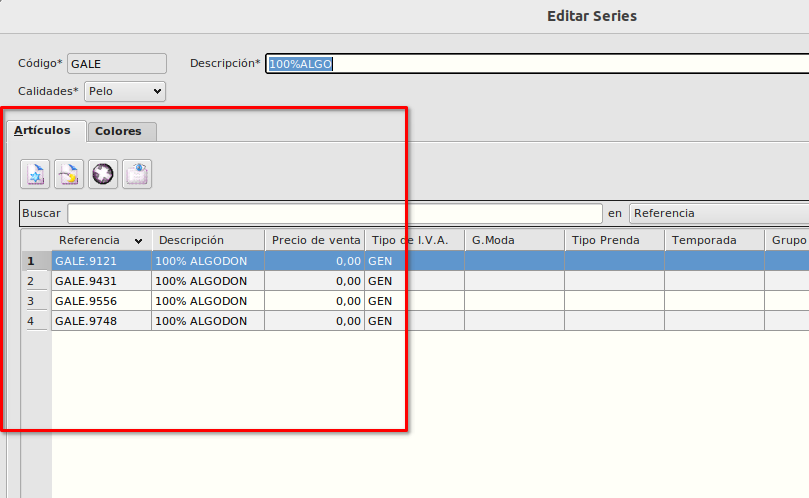 Editar Series
Código* GALE Descripción* 100%ALGO
Calidades* Pelo
Artículos Colores
Buscar en Referencia
Referencia Descripción Precio de venta Tipo de I.V.A. G.Moda Tipo Prenda Temporada Grupo
1 GALE.9121 100% ALGODON 0,00 GEN
2 GALE.9431 100% ALGODON 0,00 GEN
3 GALE.9556 100% ALGODON 0,00 GEN
4 GALE.9748 100% ALGODON 0,00 GEN